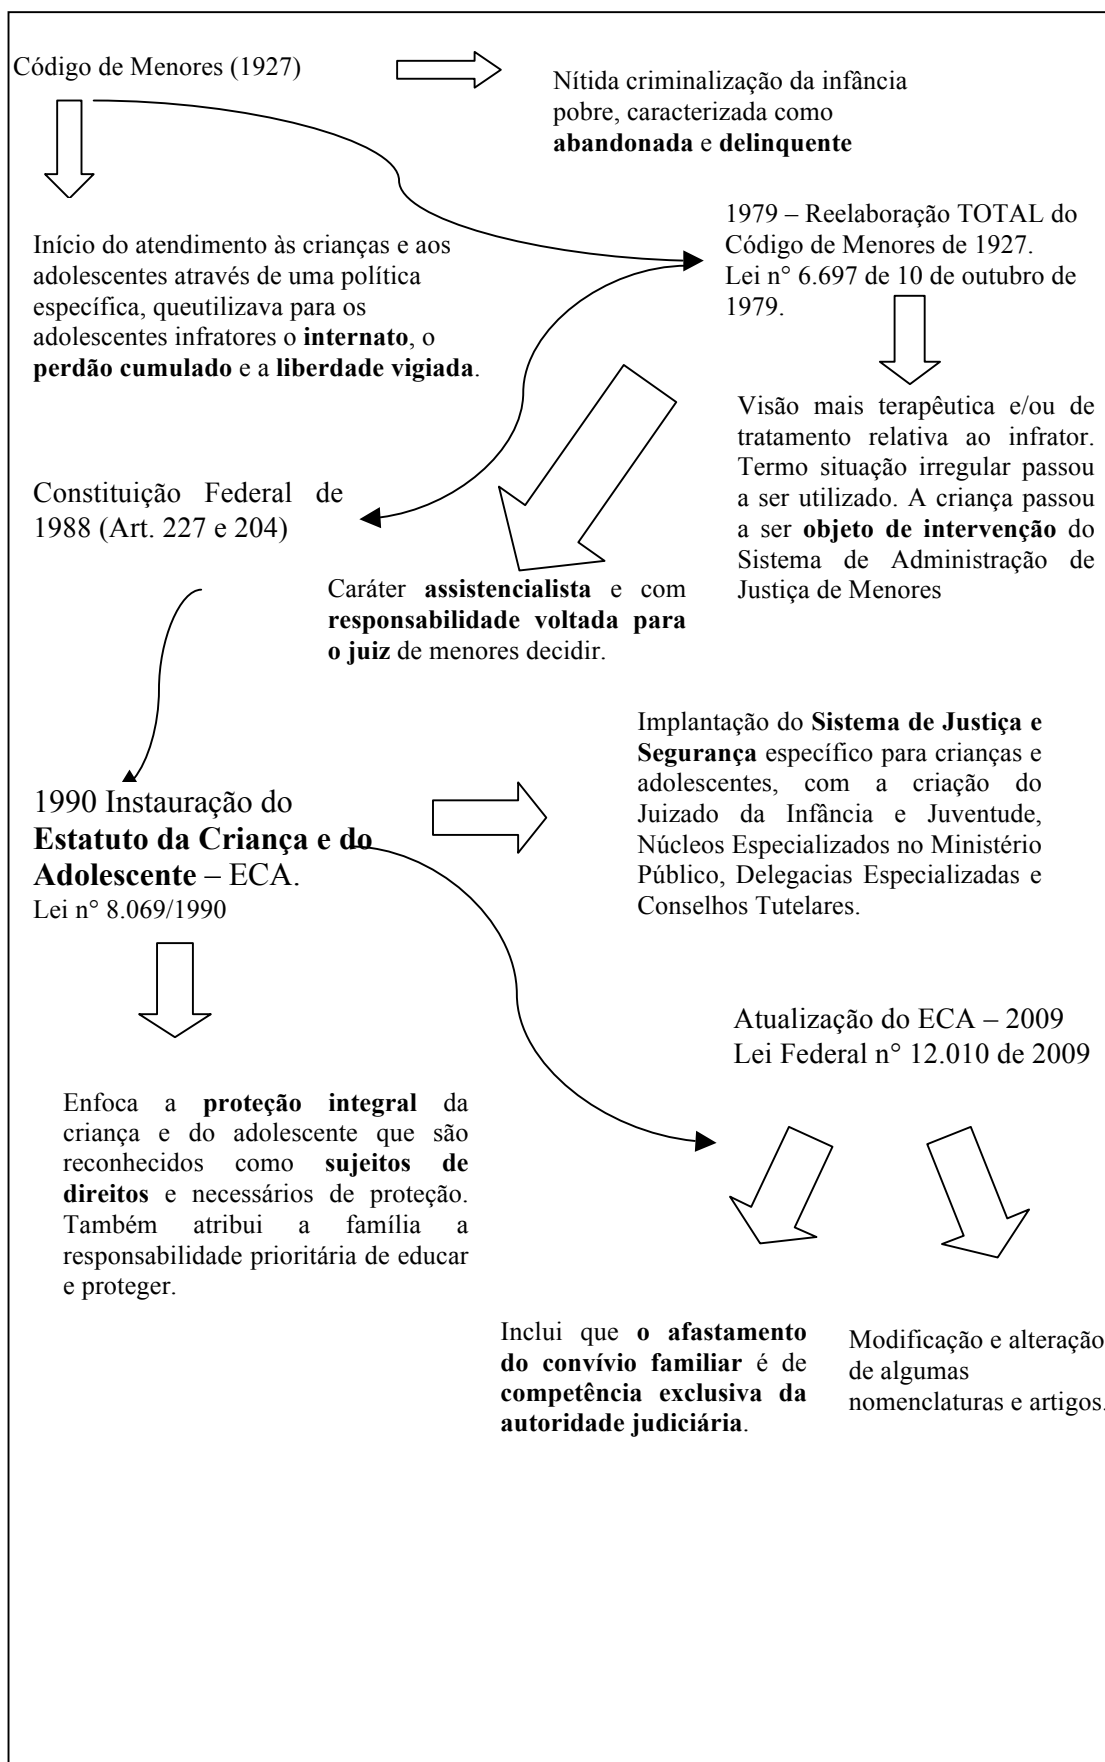 Código de Menores (1927)
Nítida criminalização da infância
pobre, caracterizada como
abandonada e delinquente
1979 – Reelaboração TOTAL do
Código de Menores de 1927.
Lei n° 6.697 de 10 de outubro de
1979.
Início do atendimento às crianças e aos
adolescentes através de uma política
específica, queutilizava para os
adolescentes infratores o internato, o
perdão cumulado e a liberdade vigiada.
Visão mais terapêutica e/ou de
tratamento relativa ao infrator.
Termo situação irregular passou
a ser utilizado. A criança passou
a ser objeto de intervenção do
Sistema de Administração de
Justiça de Menores
Constituição Federal de
1988 (Art. 227 e 204)
Caráter assistencialista e com
responsabilidade voltada para
o juiz de menores decidir.
Implantação do Sistema de Justiça e
Segurança específico para crianças e
adolescentes, com a criação do
Juizado da Infância e Juventude,
Núcleos Especializados no Ministério
Público, Delegacias Especializadas e
Conselhos Tutelares.
1990 Instauração do
Estatuto da Criança e do
Adolescente – ECA.
Lei n° 8.069/1990
Atualização do ECA – 2009
Lei Federal n° 12.010 de 2009
Enfoca a proteção integral da
criança e do adolescente que são
reconhecidos como sujeitos de
direitos e necessários de proteção.
Também atribui a família a
responsabilidade prioritária de educar
e proteger.
Inclui que o afastamento
do convívio familiar é de
competência exclusiva da
autoridade judiciária.
Modificação e alteração
de algumas
nomenclaturas e artigos.